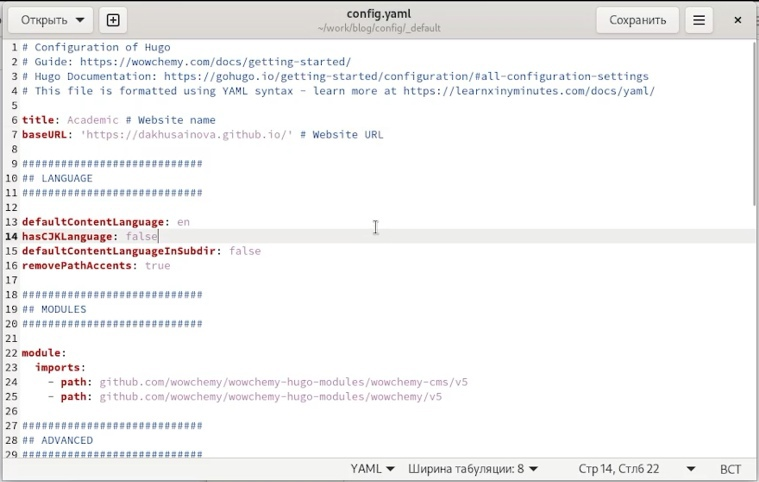 Открыть
config.yaml
~/work/blog/config/_default
Сохранить
1 # Configuration of Hugo
2 # Guide: https://wowchemy.com/docs/getting-started/
3 # Hugo Documentation: https://gohugo.io/getting-started/configuration/#all-configuration-settings
4 # This file is formatted using YAML syntax - learn more at https://learnxinyminutes.com/docs/yaml/
5
6 title: Academic # Website name
7 baseURL: 'https://dakhusainova.github.io/' # Website URL
8
9 ############################
10 ## LANGUAGE
11 ############################
12
13 defaultContentLanguage: en
14 hasCJKLanguage: false
15 defaultContentLanguageInSubdir: false
16 removePathAccents: true
17
18 ############################
19 ## MODULES
20 ############################
21
22 module:
23   imports:
24     - path: github.com/wowchemy/wowchemy-hugo-modules/wowchemy-cms/v5
25     - path: github.com/wowchemy/wowchemy-hugo-modules/wowchemy/v5
26
27 ############################
28 ## ADVANCED
29 ############################
YAML Ширина табуляции: 8 Стр 14, Стлб 22 ВСТ